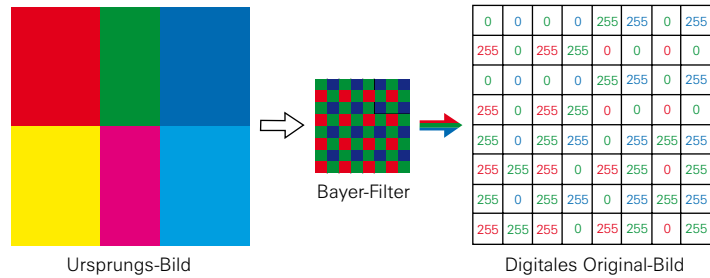 0 0 0 0 255 255 0 255
255 0 255 255 0 0 0 0
0 0 0 0 255 255 0 255
255 0 255 255 0 0 0 0
255 0 255 255 0 255 255 255
255 255 255 0 255 255 0 255
255 0 255 255 0 255 255 255
255 255 255 0 255 255 0 255
Bayer-Filter
Ursprungs-Bild
Digitales Original-Bild